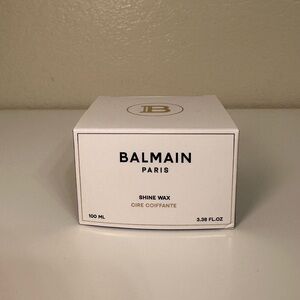 B
BALMAIN
PARIS
SHINE WAX
CIRE COIFFANTE
100 ML
3.38 FL.OZ